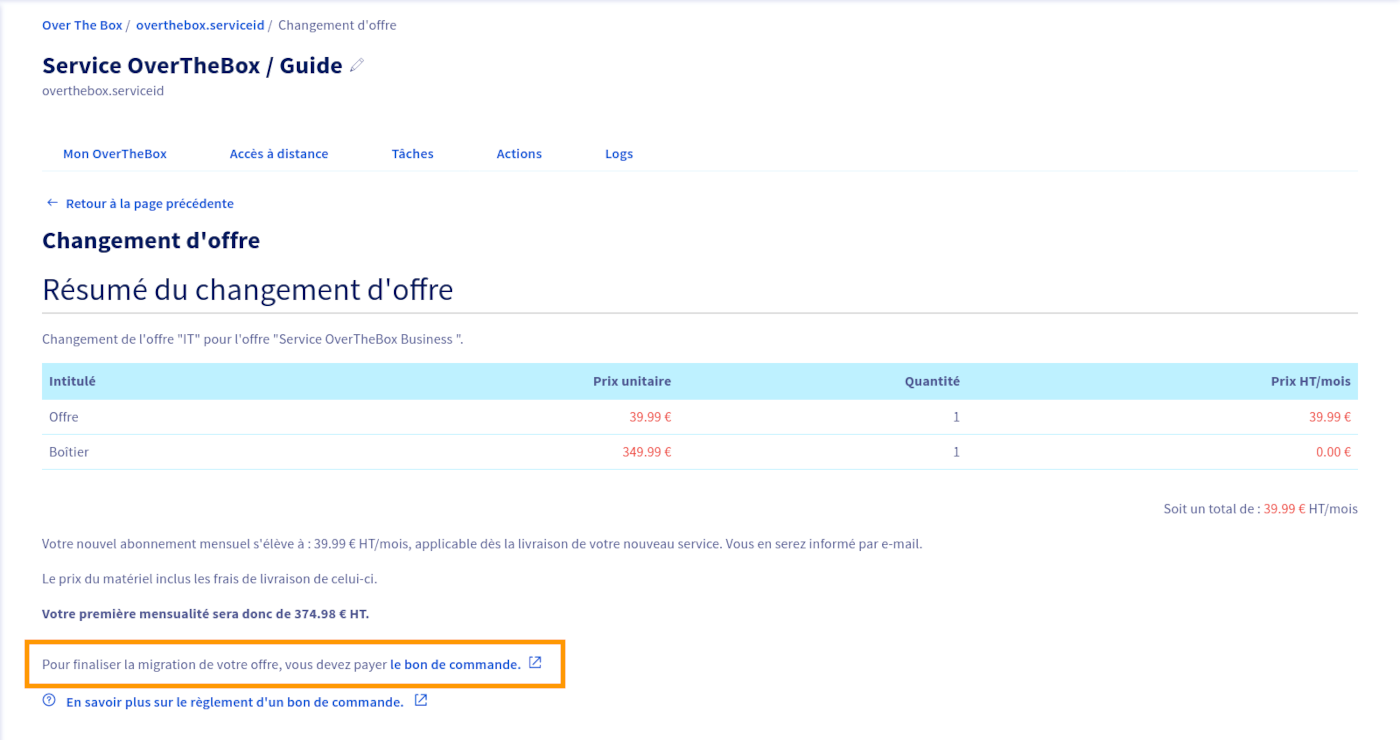 Over The Box / overthebox.serviceid / Changement d'offre
Service OverTheBox / Guide
overthebox.serviceid
Mon OverTheBox Accès à distance Tâches Actions Logs
← Retour à la page précédente
Changement d'offre
Résumé du changement d'offre
Changement de l'offre "IT" pour l'offre "Service OverTheBox Business ".
Intitulé Prix unitaire Quantité Prix HT/mois
Offre 39.99 € 1 39.99 €
Boîtier 349.99 € 1 0.00 €
Soit un total de : 39.99 € HT/mois
Votre nouvel abonnement mensuel s'élève à : 39.99 € HT/mois, applicable dès la livraison de votre nouveau service. Vous en serez informé par e-mail.
Le prix du matériel inclus les frais de livraison de celui-ci.
Votre première mensualité sera donc de 374.98 € HT.
Pour finaliser la migration de votre offre, vous devez payer le bon de commande.
En savoir plus sur le règlement d'un bon de commande.